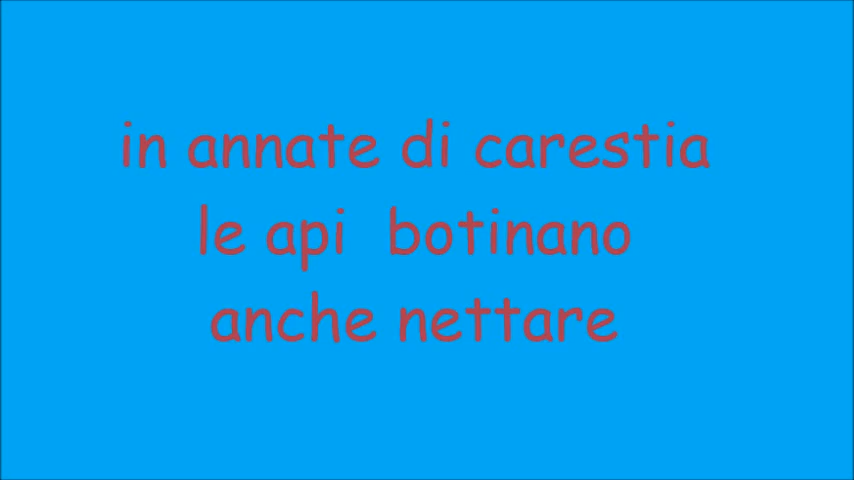 in annate di carestia
le api  botinano
anche nettare